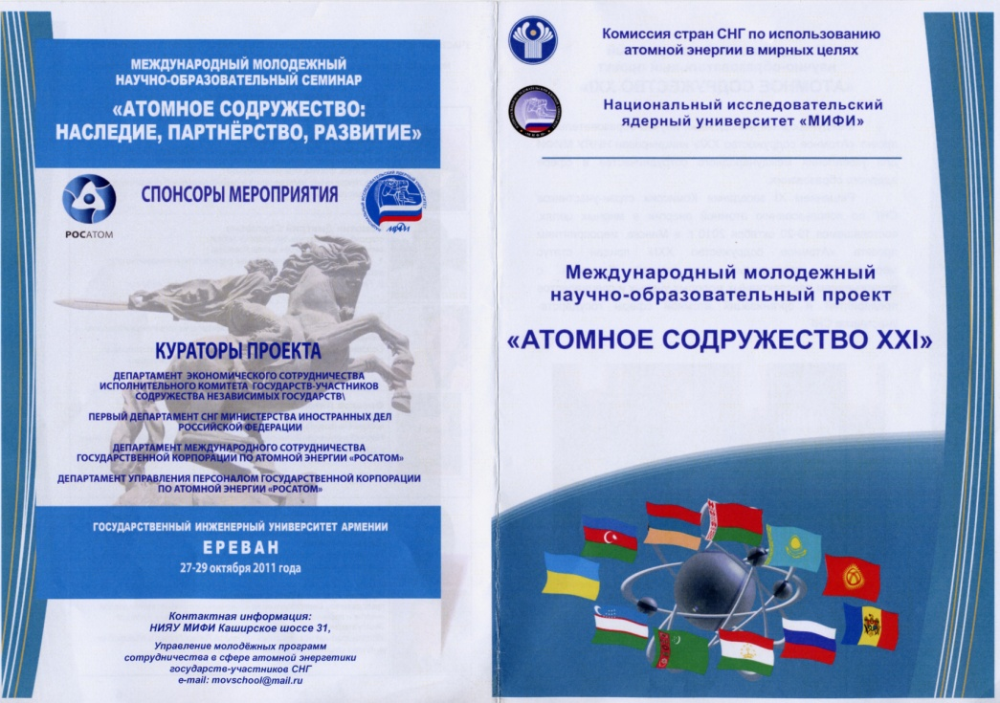 МЕЖДУНАРОДНЫЙ МОЛОДЕЖНЫЙ
НАУЧНО-ОБРАЗОВАТЕЛЬНЫЙ СЕМИНАР
«АТОМНОЕ СОДРУЖЕСТВО:
НАСЛЕДИЕ, ПАРТНЁРСТВО, РАЗВИТИЕ»
РОСАТОМ
СПОНСОРЫ МЕРОПРИЯТИЯ
МИФИ
КУРАТОРЫ ПРОЕКТА
ДЕПАРТАМЕНТ ЭКОНОМИЧЕСКОГО СОТРУДНИЧЕСТВА
ИСПОЛНИТЕЛЬНОГО КОМИТЕТА ГОСУДАРСТВ-УЧАСТНИКОВ
СОДРУЖЕСТВА НЕЗАВИСИМЫХ ГОСУДАРСТВ\
ПЕРВЫЙ ДЕПАРТАМЕНТ СНГ МИНИСТЕРСТВА ИНОСТРАННЫХ ДЕЛ
РОССИЙСКОЙ ФЕДЕРАЦИИ
ДЕПАРТАМЕНТ МЕЖДУНАРОДНОГО СОТРУДНИЧЕСТВА
ГОСУДАРСТВЕННОЙ КОРПОРАЦИИ ПО АТОМНОЙ ЭНЕРГИИ «РОСАТОМ»
ДЕПАРТАМЕНТ УПРАВЛЕНИЯ ПЕРСОНАЛОМ ГОСУДАРСТВЕННОЙ КОРПОРАЦИИ
ПО АТОМНОЙ ЭНЕРГИИ «РОСАТОМ»
ГОСУДАРСТВЕННЫЙ ИНЖЕНЕРНЫЙ УНИВЕРСИТЕТ АРМЕНИИ
ЕРЕВАН
27-29 октября 2011 года
Контактная информация:
НИЯУ МИФИ Каширское шоссе 31,
Управление молодёжных программ
сотрудничества в сфере атомной энергетики
государств-участников СНГ
e-mail: movschool@mail.ru
Комиссия стран СНГ по использованию
атомной энергии в мирных целях
Национальный исследовательский
ядерный университет «МИФИ»
Международный молодежный
научно-образовательный проект
«АТОМНОЕ СОДРУЖЕСТВО XXI»